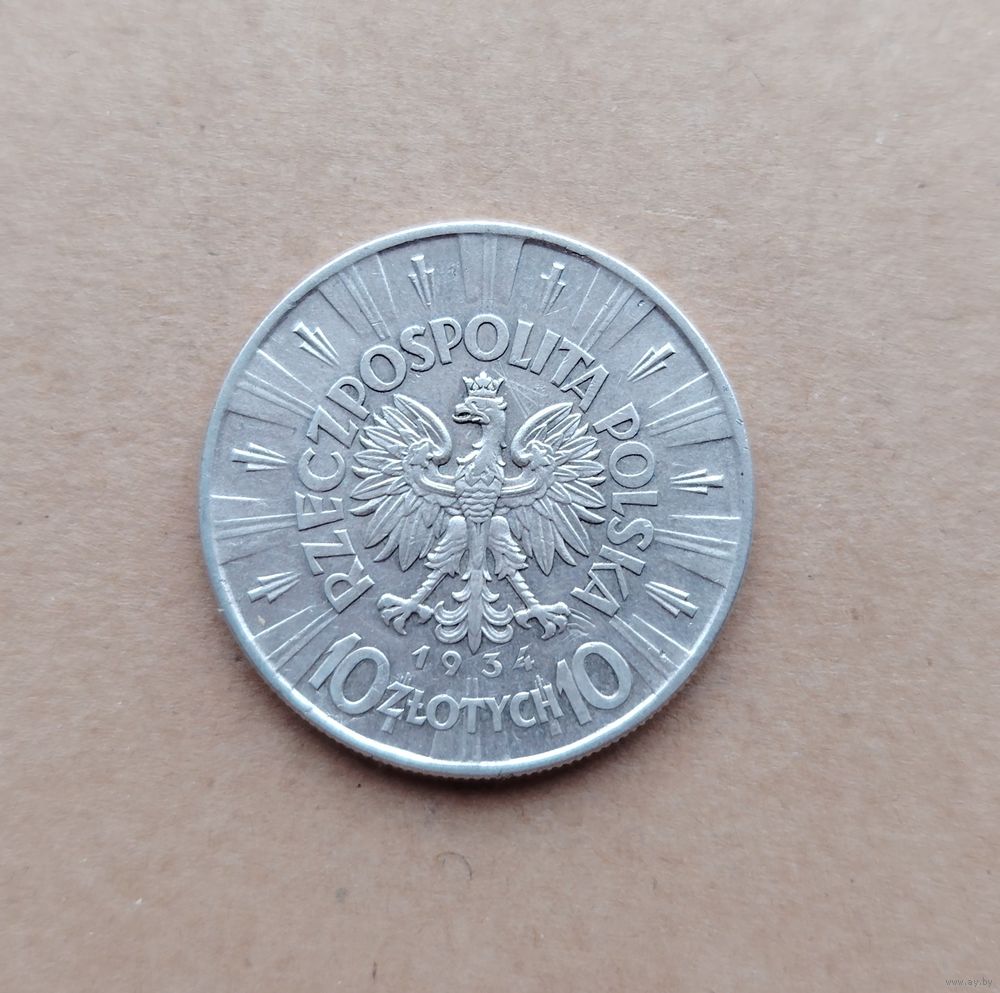 RZECZPOSPOLITA POLSKA
1934
10 ZŁOTYCH 10
www.ay.by